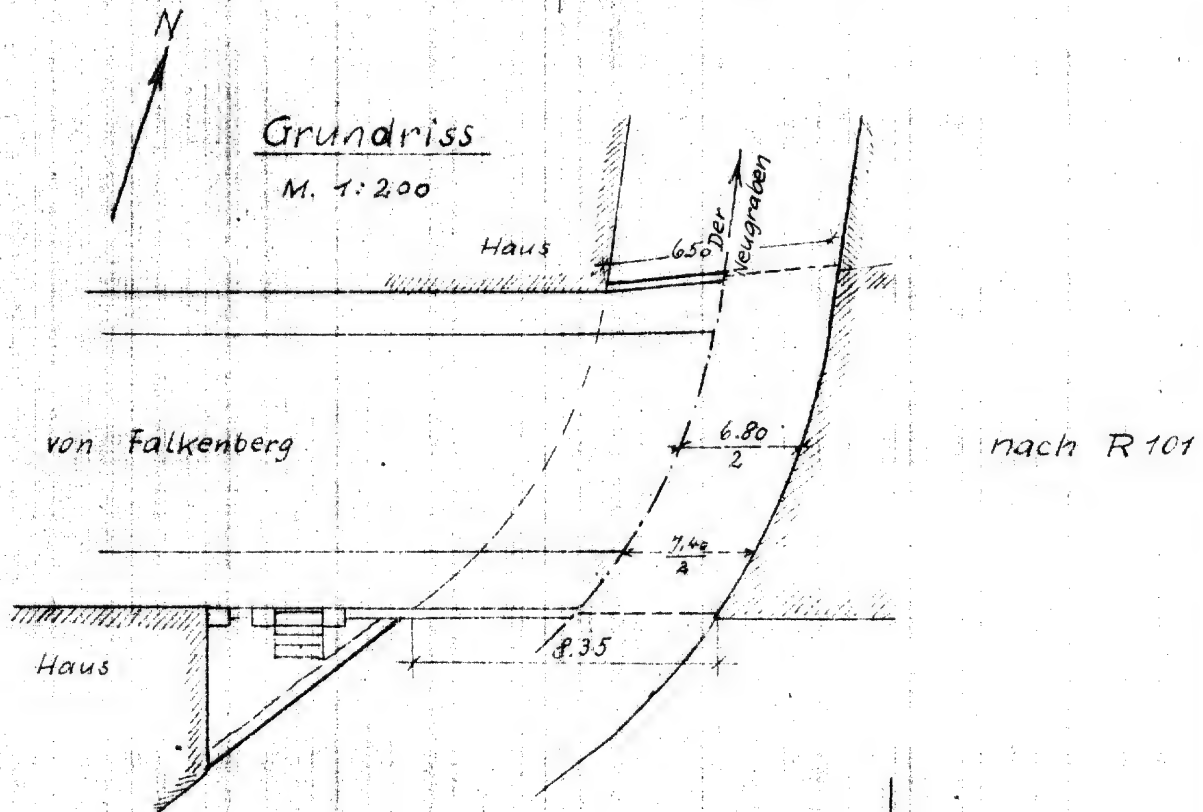 N
Grundriss
M. 1:200
Haus
6.50
Der
Neugraben
von Falkenberg
6.80
2
nach R 101
7.40
2
8.35
Haus